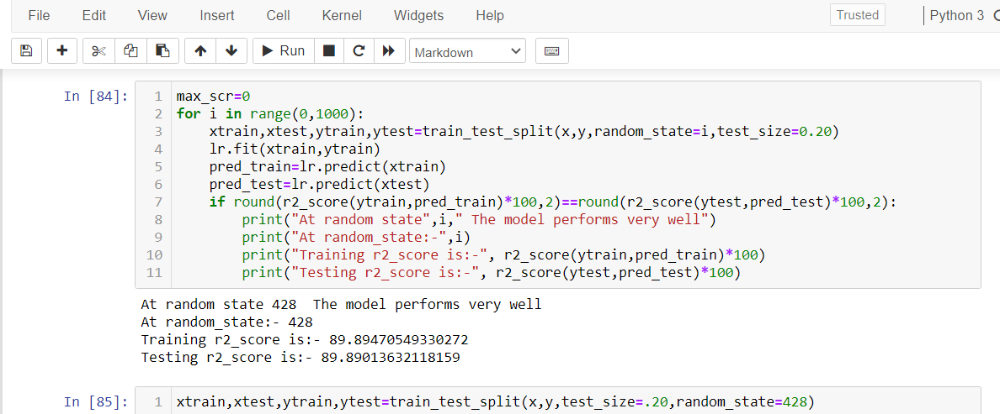 File Edit View Insert Cell Kernel Widgets Help Trusted Python 3
Run Markdown
In [84]:
1 max_scr=0
2 for i in range(0,1000):
3 xtrain,xtest,ytrain,ytest=train_test_split(x,y,random_state=i,test_size=0.20)
4 lr.fit(xtrain,ytrain)
5 pred_train=lr.predict(xtrain)
6 pred_test=lr.predict(xtest)
7 if round(r2_score(ytrain,pred_train)*100,2)==round(r2_score(ytest,pred_test)*100,2):
8 print("At random state",i," The model performs very well")
9 print("At random_state:-",i)
10 print("Training r2_score is:-", r2_score(ytrain,pred_train)*100)
11 print("Testing r2_score is:-", r2_score(ytest,pred_test)*100)
At random state 428  The model performs very well
At random_state:- 428
Training r2_score is:- 89.89470549330272
Testing r2_score is:- 89.89013632118159
In [85]:
1 xtrain,xtest,ytrain,ytest=train_test_split(x,y,test_size=.20,random_state=428)